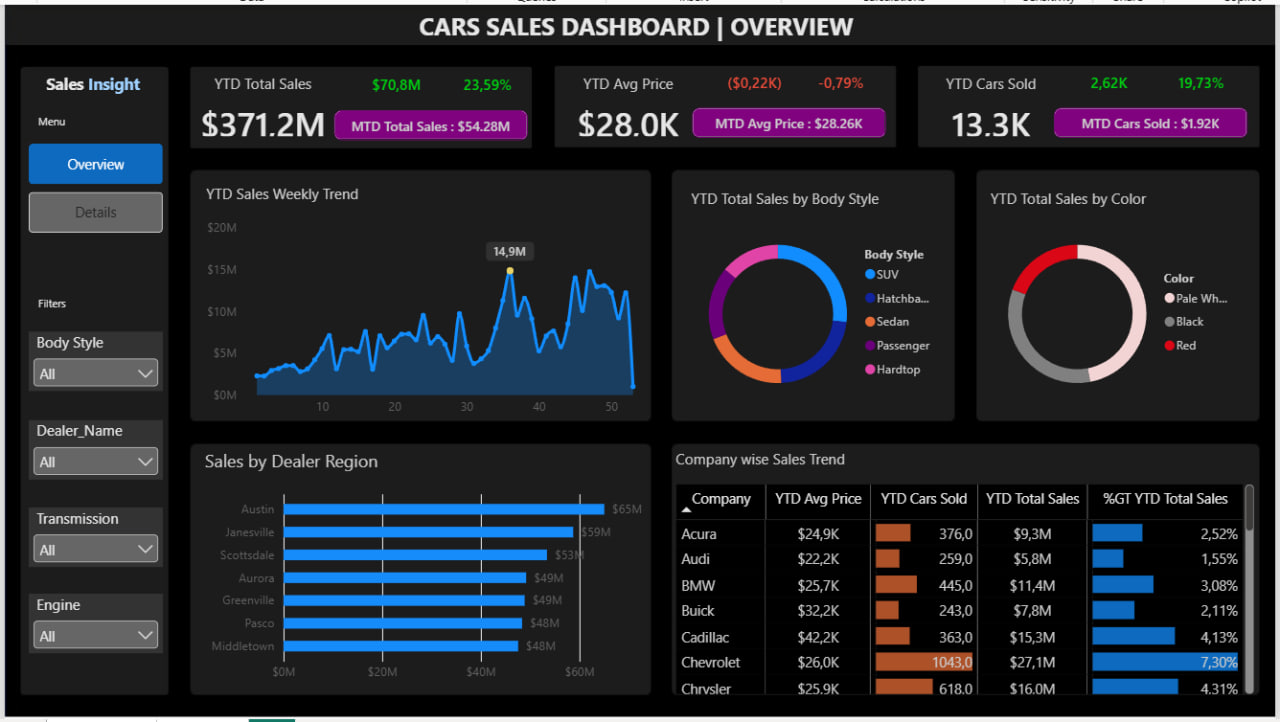 CARS SALES DASHBOARD | OVERVIEW
Sales Insight
Menu
Overview
Details
Filters
Body Style
All
Dealer_Name
All
Transmission
All
Engine
All
YTD Total Sales
$70,8M
23,59%
$371.2M
MTD Total Sales : $54.28M
YTD Avg Price
($0,22K)
-0,79%
$28.0K
MTD Avg Price : $28.26K
YTD Cars Sold
2,62K
19,73%
13.3K
MTD Cars Sold : $1.92K
YTD Sales Weekly Trend
$20M
$15M
$10M
$5M
$0M
14,9M
10 20 30 40 50
YTD Total Sales by Body Style
Body Style
SUV
Hatchba...
Sedan
Passenger
Hardtop
YTD Total Sales by Color
Color
Pale Wh...
Black
Red
Sales by Dealer Region
Austin $65M
Janesville $59M
Scottsdale $53M
Aurora $49M
Greenville $49M
Pasco $48M
Middletown $48M
$0M $20M $40M $60M
Company wise Sales Trend
Company YTD Avg Price YTD Cars Sold YTD Total Sales %GT YTD Total Sales
Acura $24,9K 376,0 $9,3M 2,52%
Audi $22,2K 259,0 $5,8M 1,55%
BMW $25,7K 445,0 $11,4M 3,08%
Buick $32,2K 243,0 $7,8M 2,11%
Cadillac $42,2K 363,0 $15,3M 4,13%
Chevrolet $26,0K 1043,0 $27,1M 7,30%
Chrysler $25,9K 618,0 $16,0M 4,31%